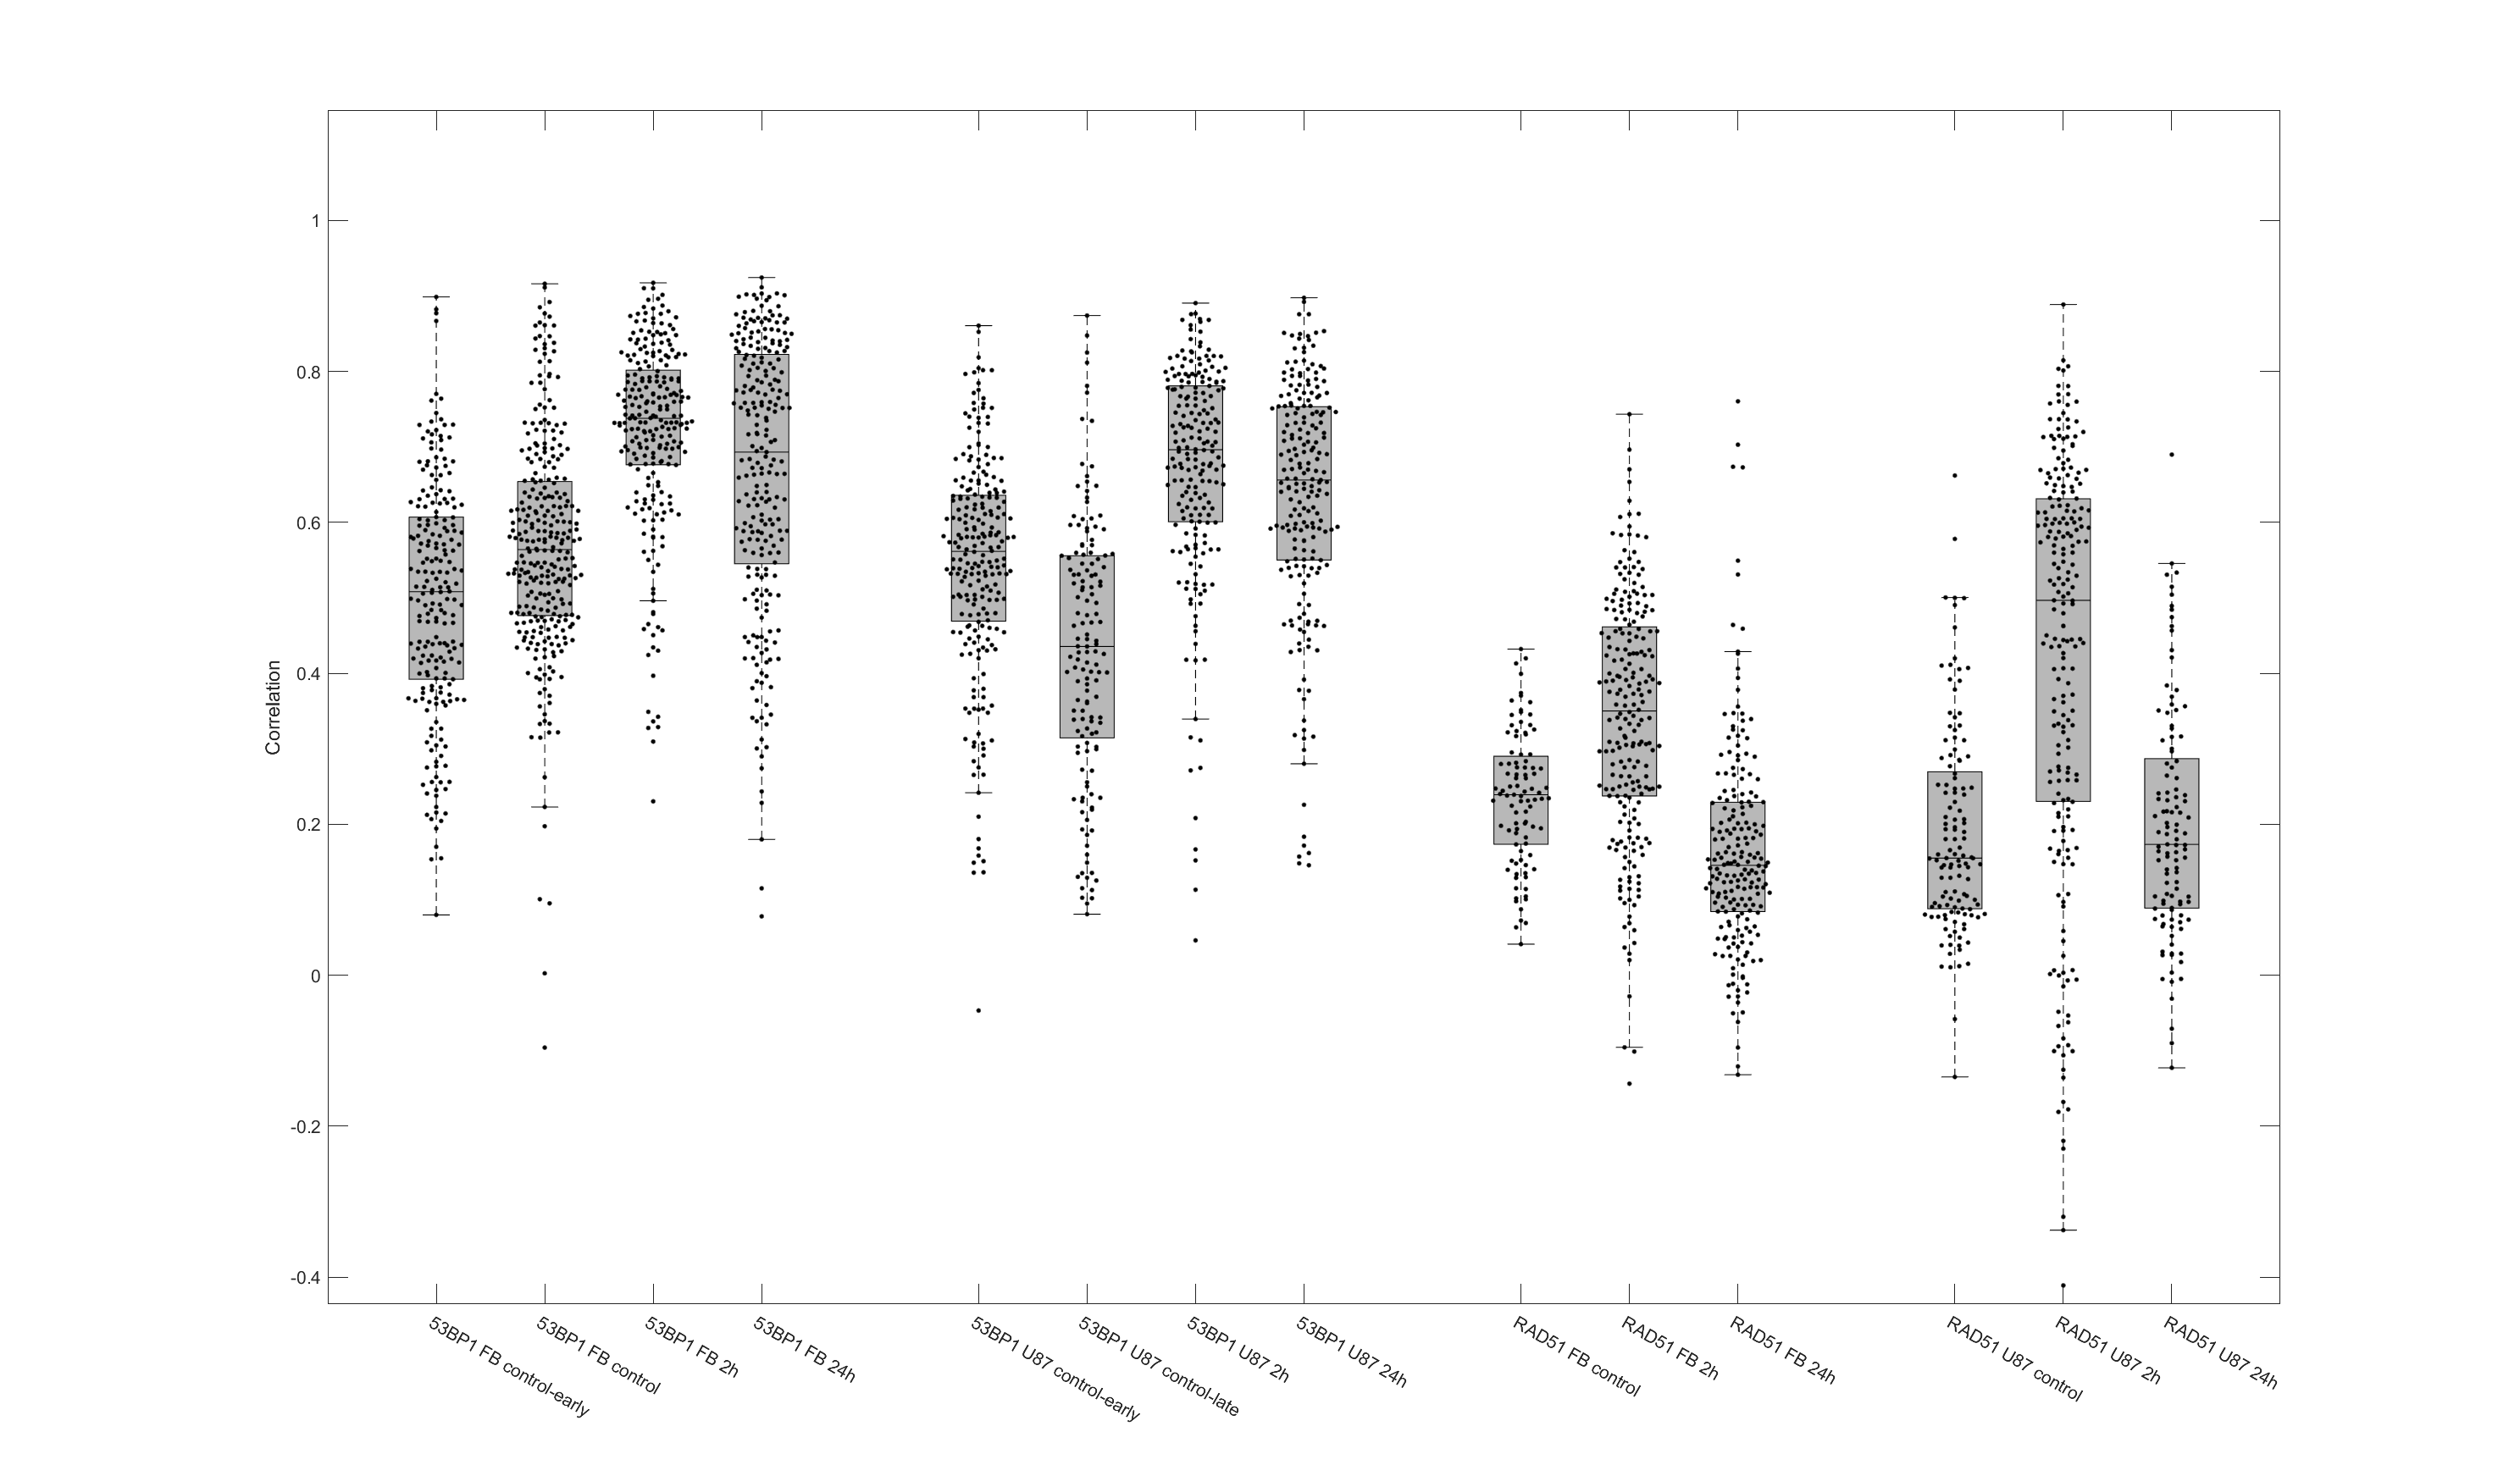 1
0.8
0.6
0.4
0.2
0
-0.2
-0.4
Correlation
53BP1 FB control-early
53BP1 FB control
53BP1 FB 2h
53BP1 FB 24h
53BP1 U87 control-early
53BP1 U87 control-late
53BP1 U87 2h
53BP1 U87 24h
RAD51 FB control
RAD51 FB 2h
RAD51 FB 24h
RAD51 U87 control
RAD51 U87 2h
RAD51 U87 24h